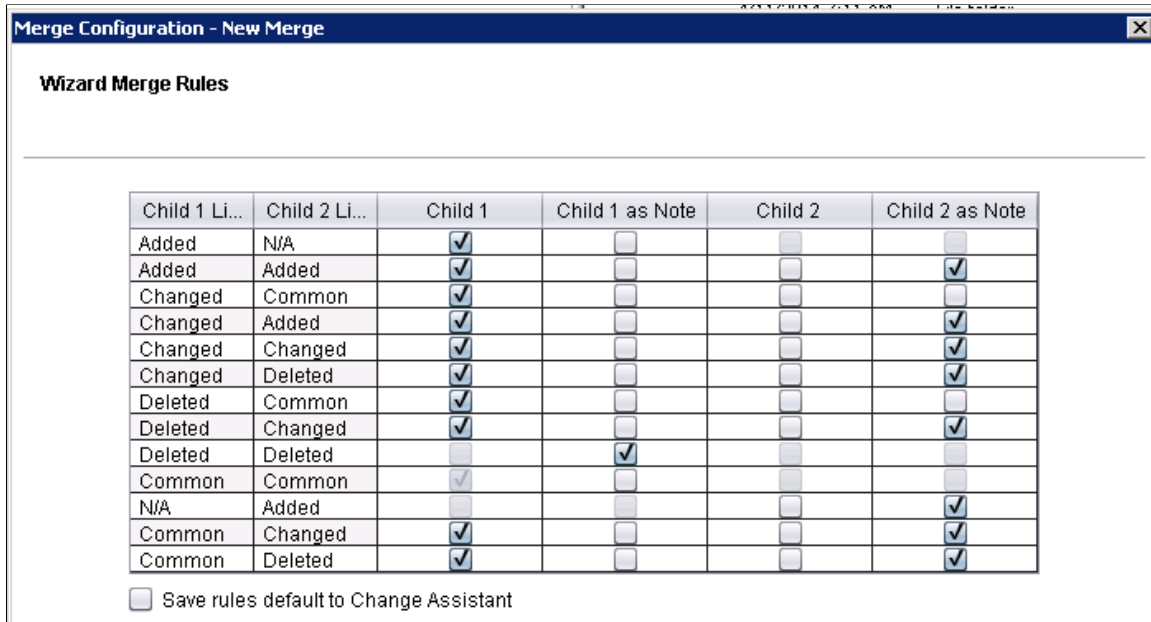 Merge Configuration - New Merge
Wizard Merge Rules
Child 1 Li... Child 2 Li... Child 1 Child 1 as Note Child 2 Child 2 as Note
Added N/A
Added Added
Changed Common
Changed Added
Changed Changed
Changed Deleted
Deleted Common
Deleted Changed
Deleted Deleted
Common Common
N/A Added
Common Changed
Common Deleted
Save rules default to Change Assistant